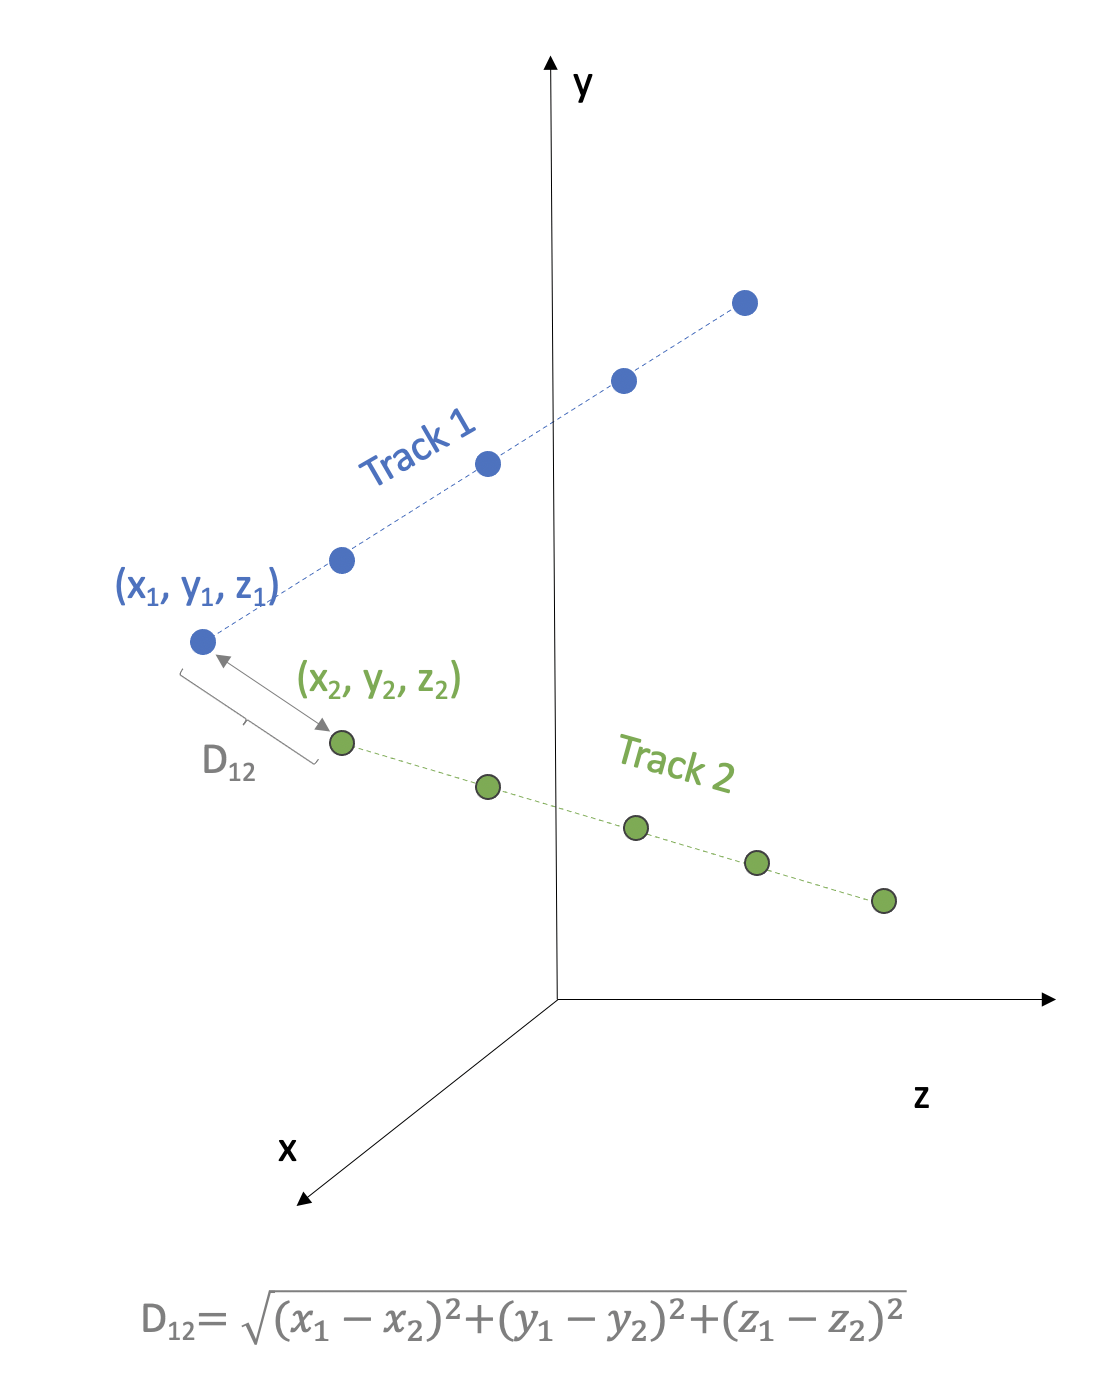 y
Track 1
(x₁, y₁, z₁)
(x₂, y₂, z₂)
D₁₂
Track 2
z
x
D₁₂= √(x₁ − x₂)²+(y₁ − y₂)²+(z₁ − z₂)²